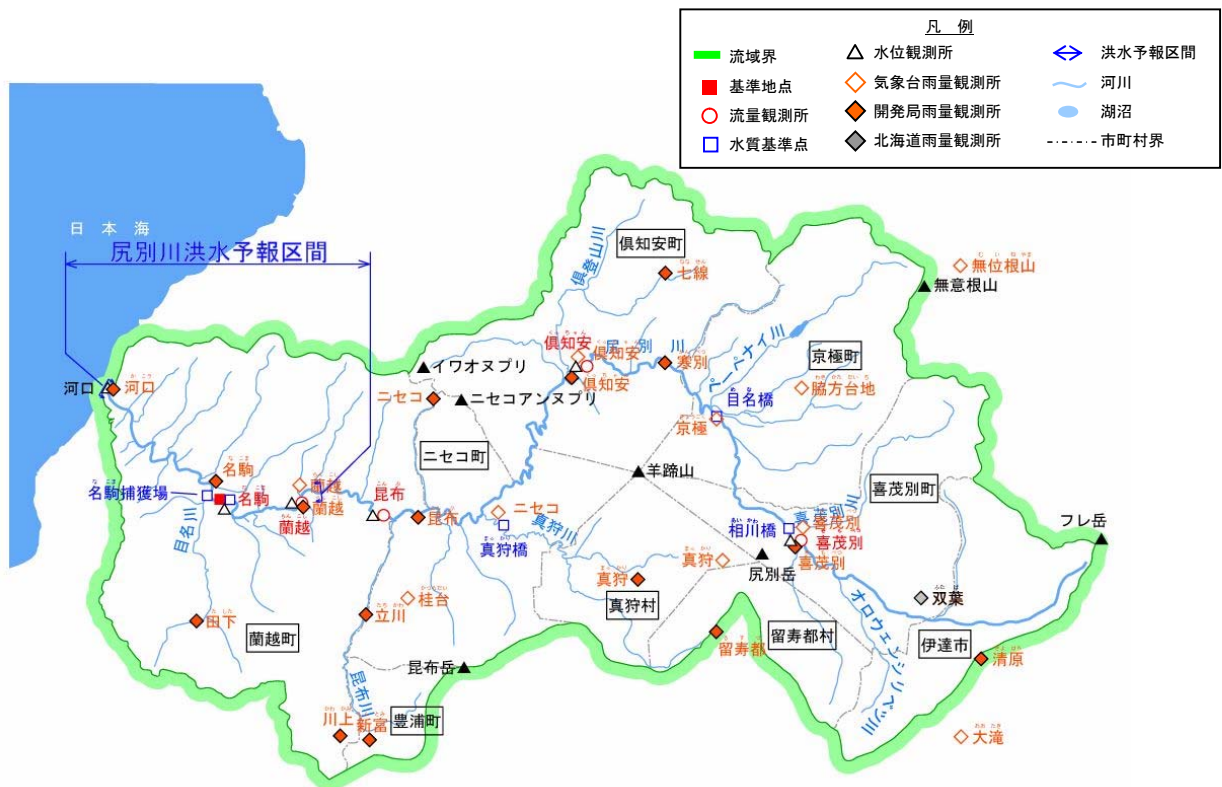 凡 例
流域界
基準地点
流量観測所
水質基準点
水位観測所
気象台雨量観測所
開発局雨量観測所
北海道雨量観測所
洪水予報区間
河川
湖沼
市町村界
日 本 海
尻別川洪水予報区間
倶知安町
七線
倶登山川
無位根山
無意根山
倶知安
倶知安
倶知安
尻 別 川
寒別
ペーペナイ川
京極町
脇方台地
イワオヌプリ
ニセコ
ニセコアンヌプリ
河口
河口
目名橋
京極
ニセコ町
羊蹄山
喜茂別町
名駒
名駒捕獲場
名駒
蘭越
蘭越
蘭越
昆布
昆布
ニセコ
真狩橋
真狩川
目名川
相川橋
喜茂別川
喜茂別
喜茂別
喜茂別
フレ岳
真狩
真狩
真狩村
尻別岳
双葉
オロウェンシリベツ川
田下
蘭越町
立川
桂台
留寿都
留寿都村
伊達市
清原
昆布岳
昆布川
川上
新富
豊浦町
大滝